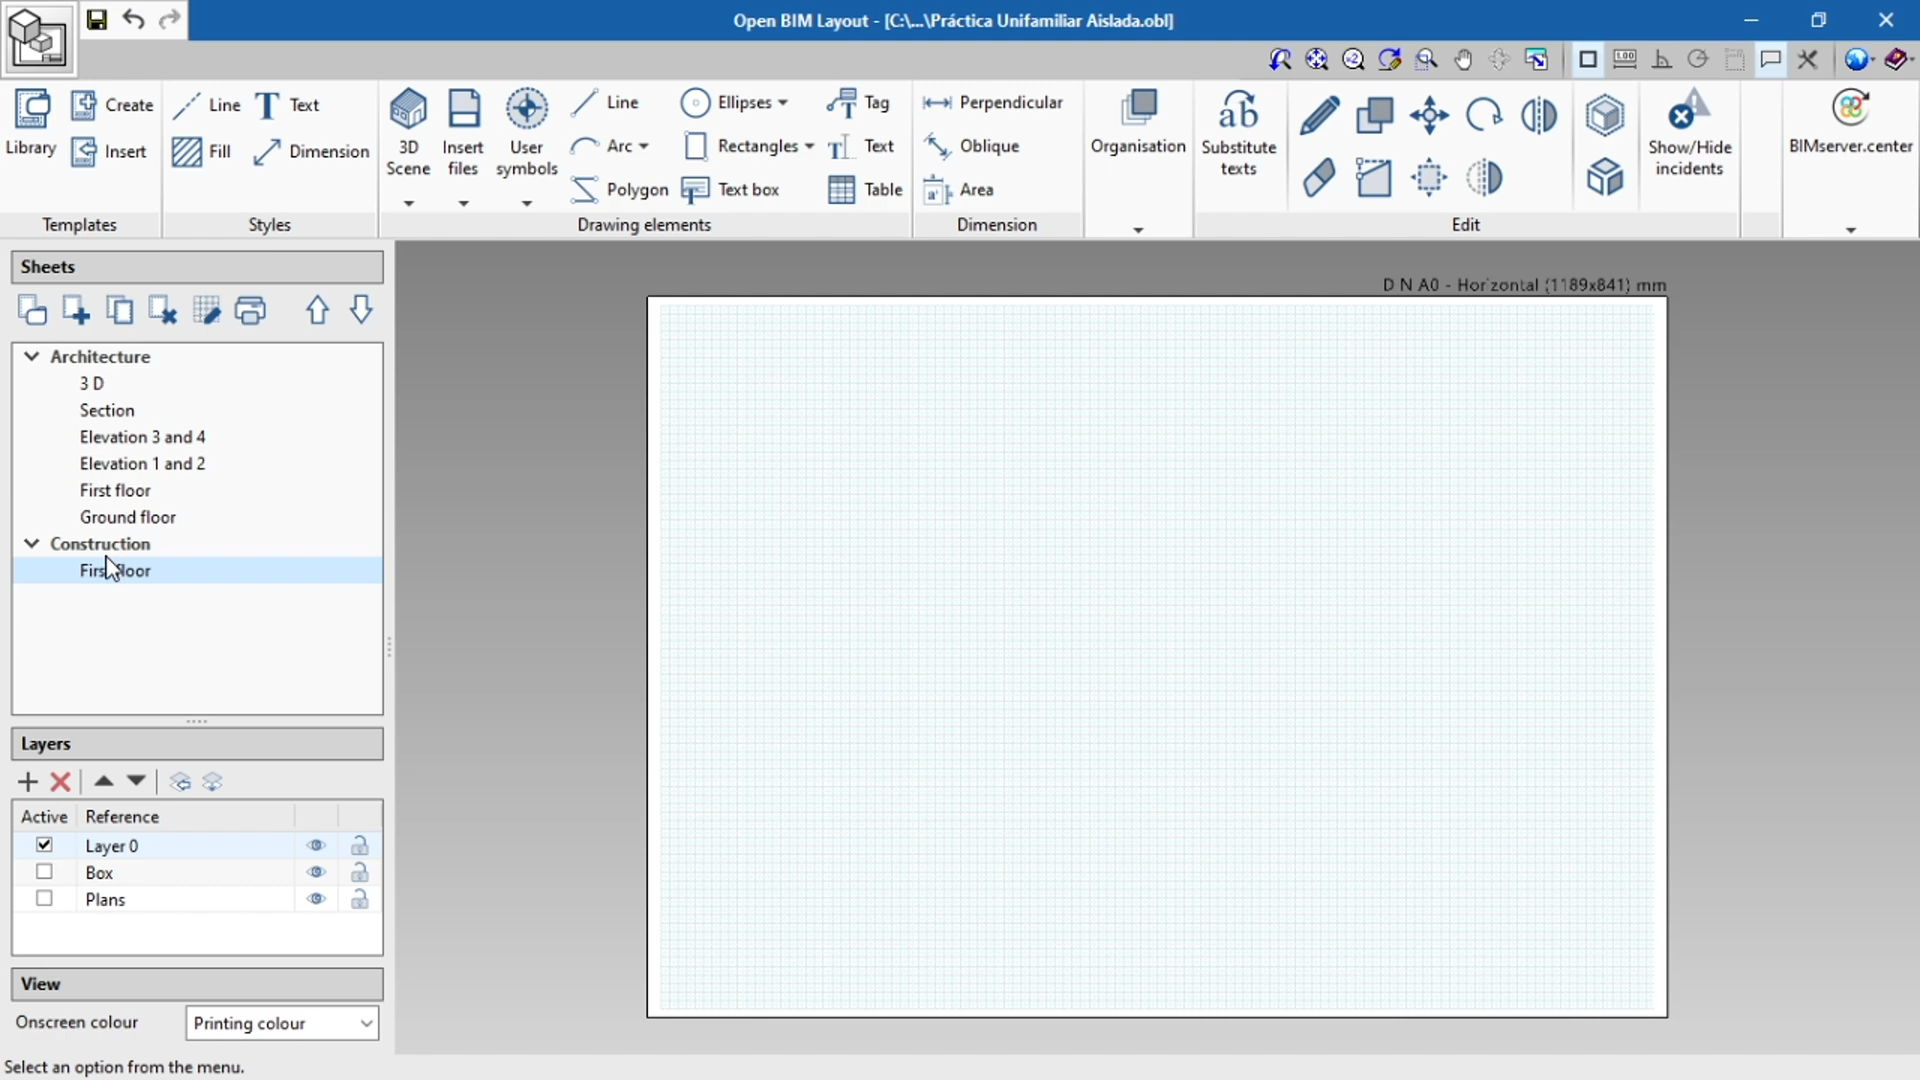 Open BIM Layout - [C:\...\Práctica Unifamiliar Aislada.obl]
Library
Create
Insert
Templates
Line
Text
Fill
Dimension
Styles
3D Scene
Insert files
User symbols
Line
Arc
Polygon
Ellipses
Rectangles
Text box
Tag
Text
Table
Drawing elements
Perpendicular
Oblique
Area
Dimension
Organisation
Substitute texts
Edit
Show/Hide incidents
BIMserver.center
Sheets
Architecture
3 D
Section
Elevation 3 and 4
Elevation 1 and 2
First floor
Ground floor
Construction
First floor
Layers
Active Reference
Layer 0
Box
Plans
View
Onscreen colour Printing colour
Select an option from the menu.
D N A0 - Horizontal (1189x841) mm